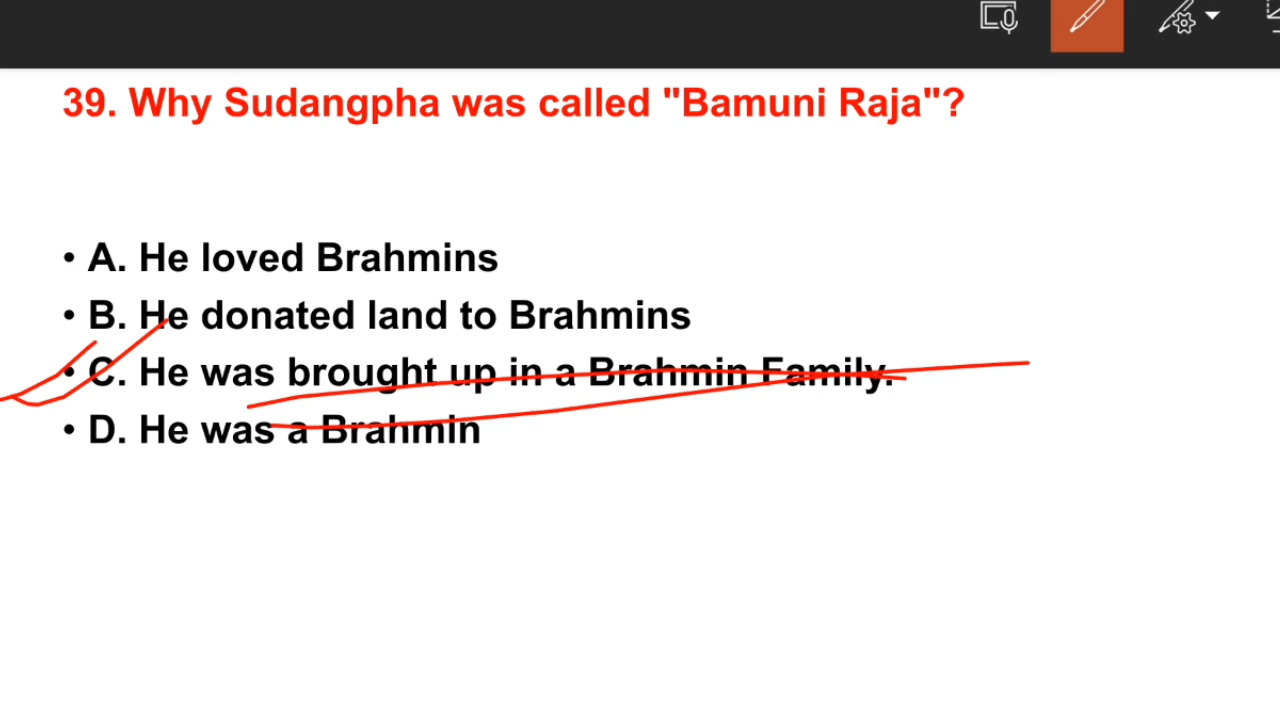 39. Why Sudangpha was called "Bamuni Raja"?
• A. He loved Brahmins
• B. He donated land to Brahmins
• C. He was brought up in a Brahmin Family.
• D. He was a Brahmin